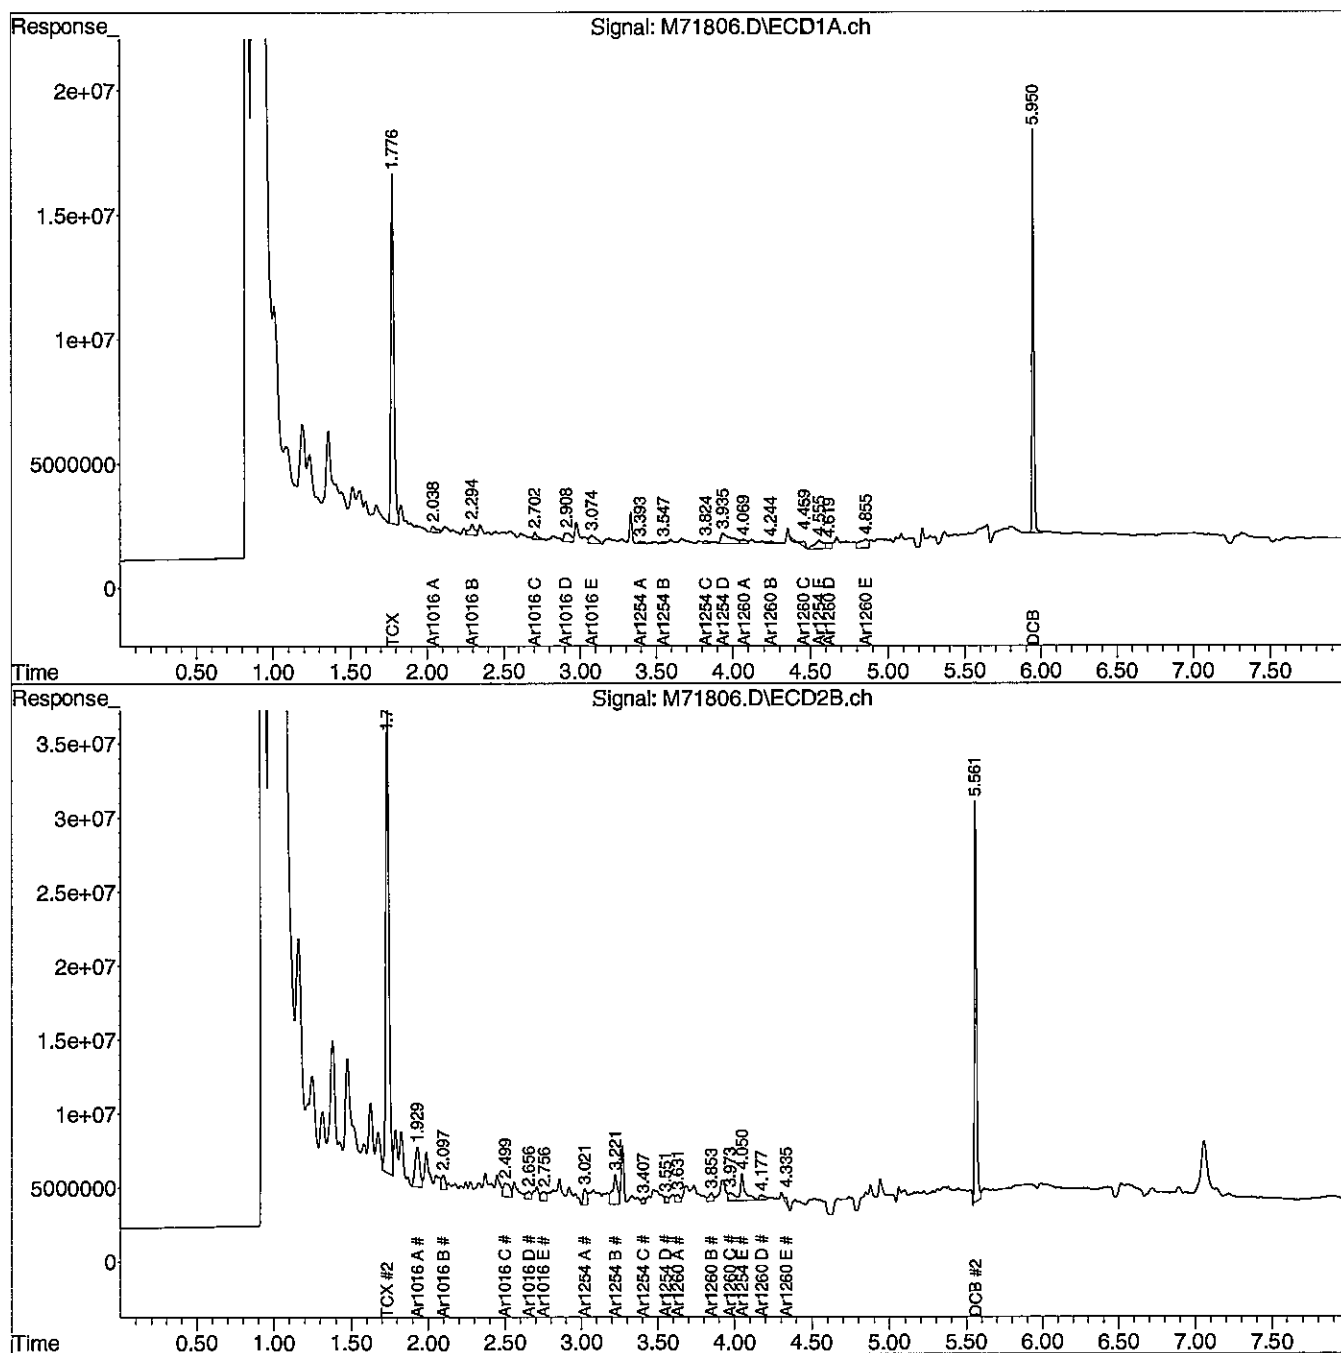 Response_
Signal: M71806.D\ECD1A.ch
2e+07
1.5e+07
1e+07
5000000
0
1.776
2.038
2.294
2.702
2.908
3.074
3.393
3.547
3.824
3.935
4.069
4.244
4.459
4.555
4.619
4.855
5.950
TCX
Ar1016 A
Ar1016 B
Ar1016 C
Ar1016 D
Ar1016 E
Ar1254 A
Ar1254 B
Ar1254 C
Ar1254 D
Ar1260 A
Ar1260 B
Ar1260 C
Ar1254 E
Ar1260 D
Ar1260 E
DCB
Time 0.50 1.00 1.50 2.00 2.50 3.00 3.50 4.00 4.50 5.00 5.50 6.00 6.50 7.00 7.50
Response_
Signal: M71806.D\ECD2B.ch
3.5e+07
3e+07
2.5e+07
2e+07
1.5e+07
1e+07
5000000
0
1.7
1.929
2.097
2.499
2.656
2.756
3.021
3.221
3.407
3.551
3.631
3.853
3.973
4.050
4.177
4.335
5.561
TCX #2
Ar1016 A #
Ar1016 B #
Ar1016 C #
Ar1016 D #
Ar1016 E #
Ar1254 A #
Ar1254 B #
Ar1254 C #
Ar1254 D #
Ar1260 A #
Ar1260 B #
Ar1260 C #
Ar1254 E #
Ar1260 D #
Ar1260 E #
DCB #2
Time 0.50 1.00 1.50 2.00 2.50 3.00 3.50 4.00 4.50 5.00 5.50 6.00 6.50 7.00 7.50